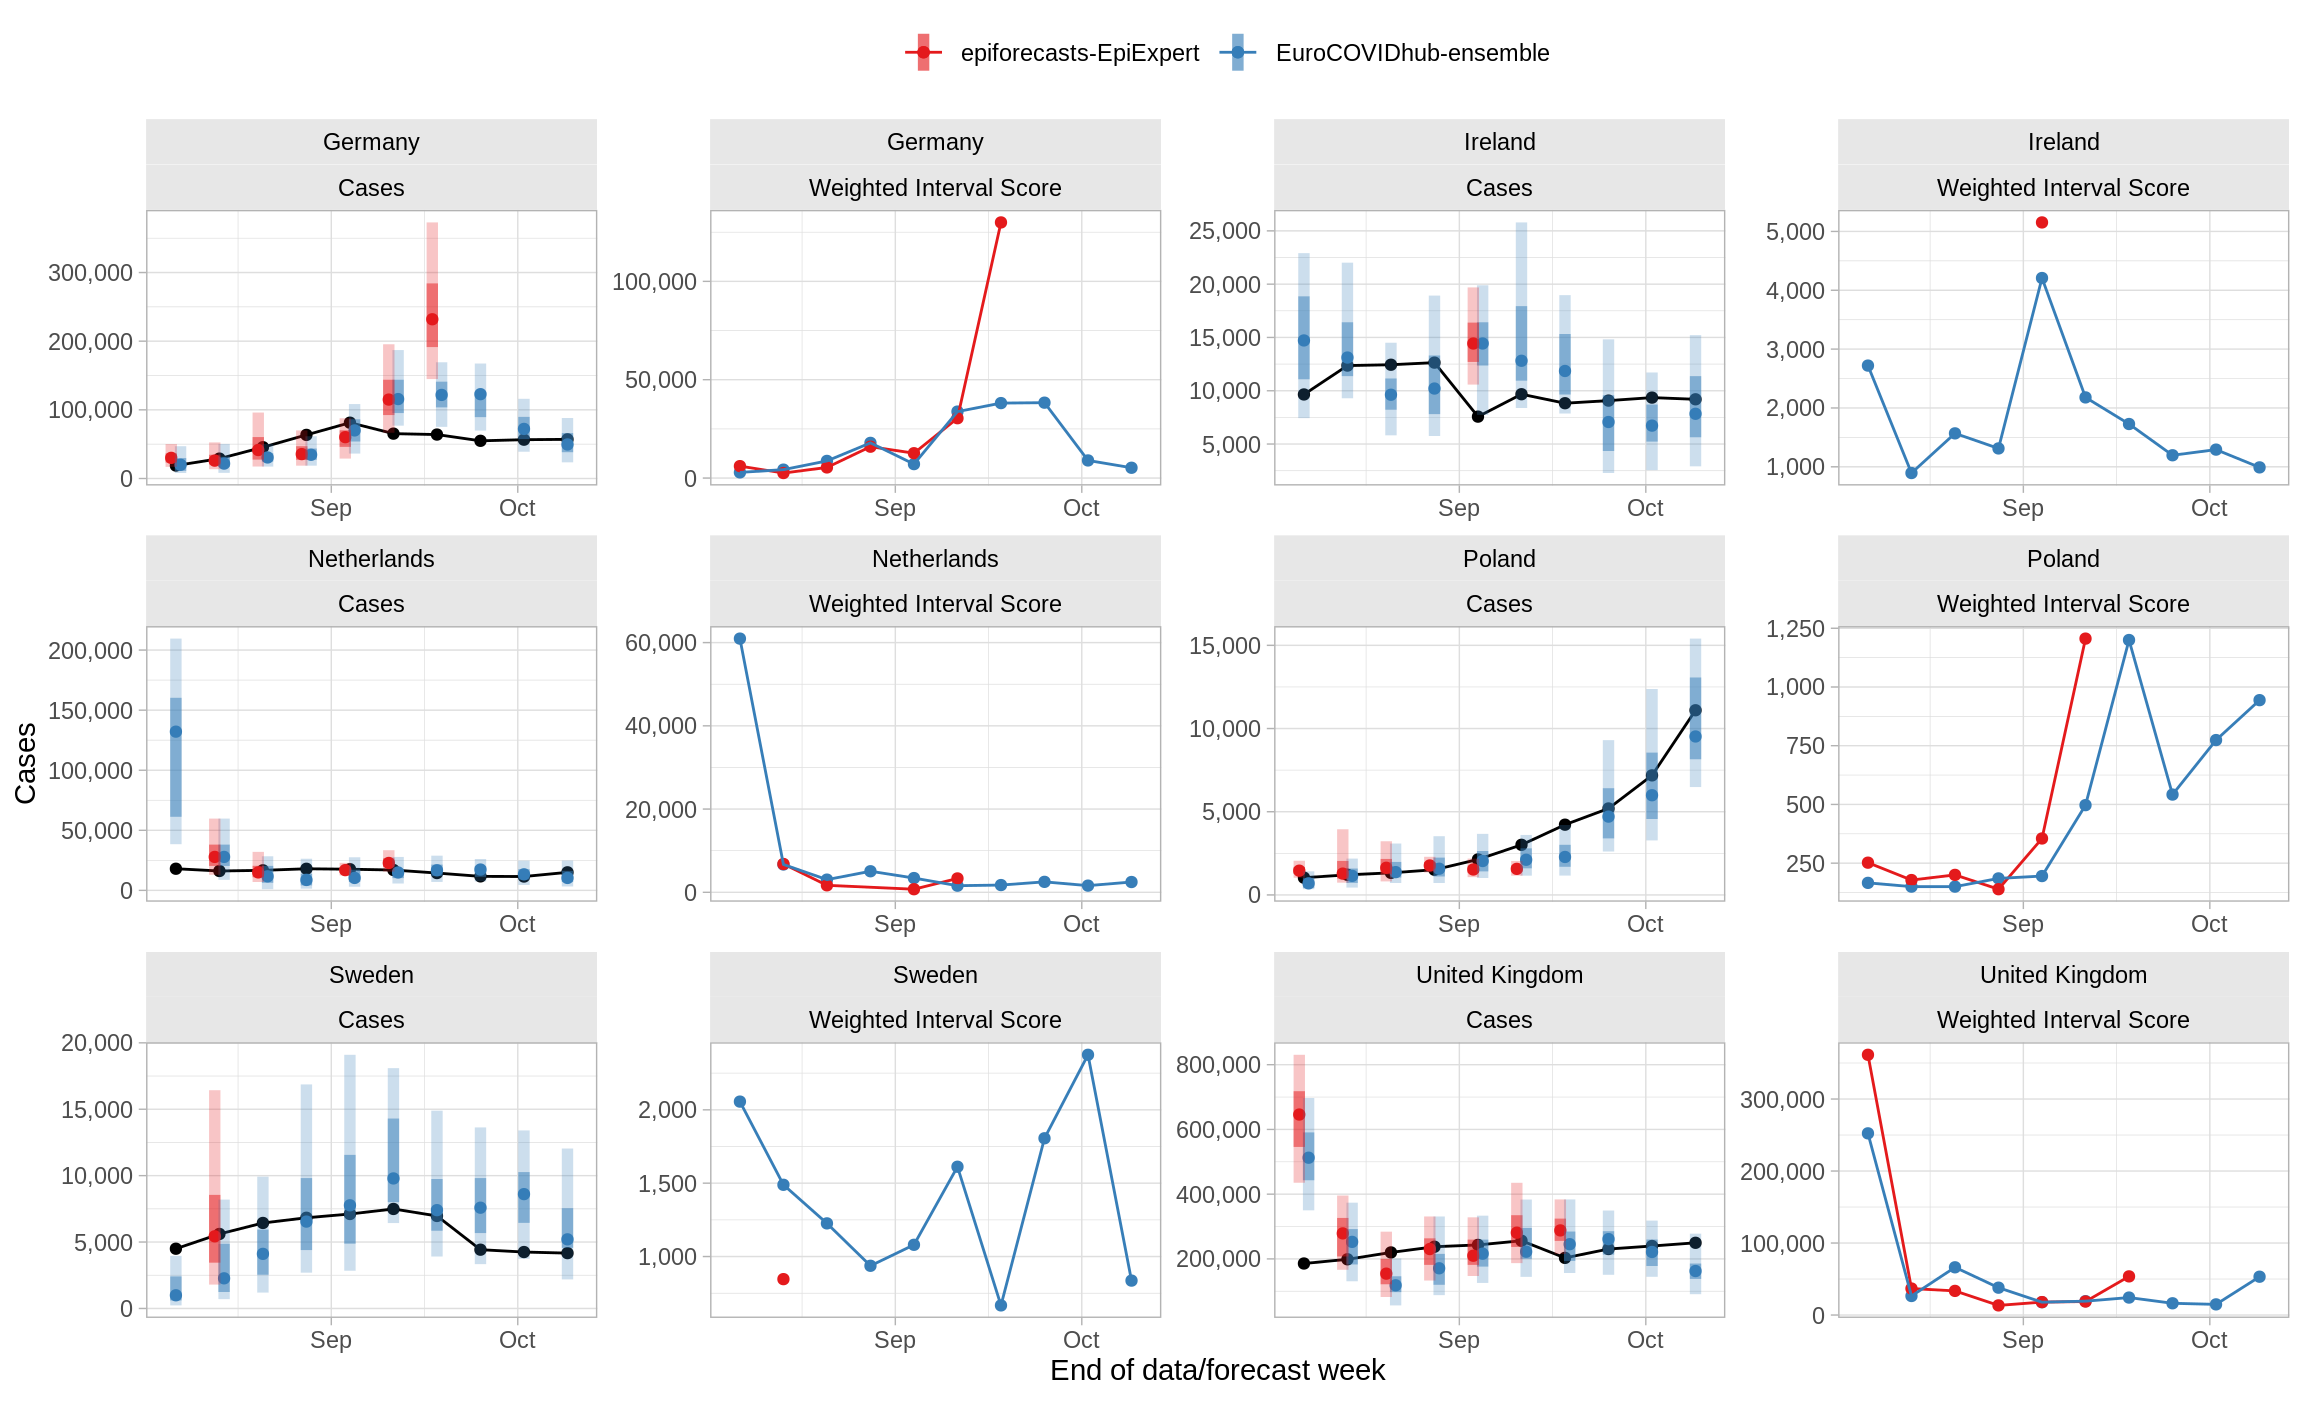 epiforecasts-EpiExpert EuroCOVIDhub-ensemble
Germany Germany Ireland Ireland
Cases Weighted Interval Score Cases Weighted Interval Score
300,000
200,000
100,000
0
Sep Oct
100,000
50,000
0
Sep Oct
25,000
20,000
15,000
10,000
5,000
Sep Oct
5,000
4,000
3,000
2,000
1,000
Sep Oct
Netherlands Netherlands Poland Poland
Cases Weighted Interval Score Cases Weighted Interval Score
200,000
150,000
100,000
50,000
0
Sep Oct
60,000
40,000
20,000
0
Sep Oct
15,000
10,000
5,000
0
Sep Oct
1,250
1,000
750
500
250
Sep Oct
Sweden Sweden United Kingdom United Kingdom
Cases Weighted Interval Score Cases Weighted Interval Score
20,000
15,000
10,000
5,000
0
Sep Oct
2,000
1,500
1,000
Sep Oct
800,000
600,000
400,000
200,000
Sep Oct
300,000
200,000
100,000
0
Sep Oct
Cases
End of data/forecast week